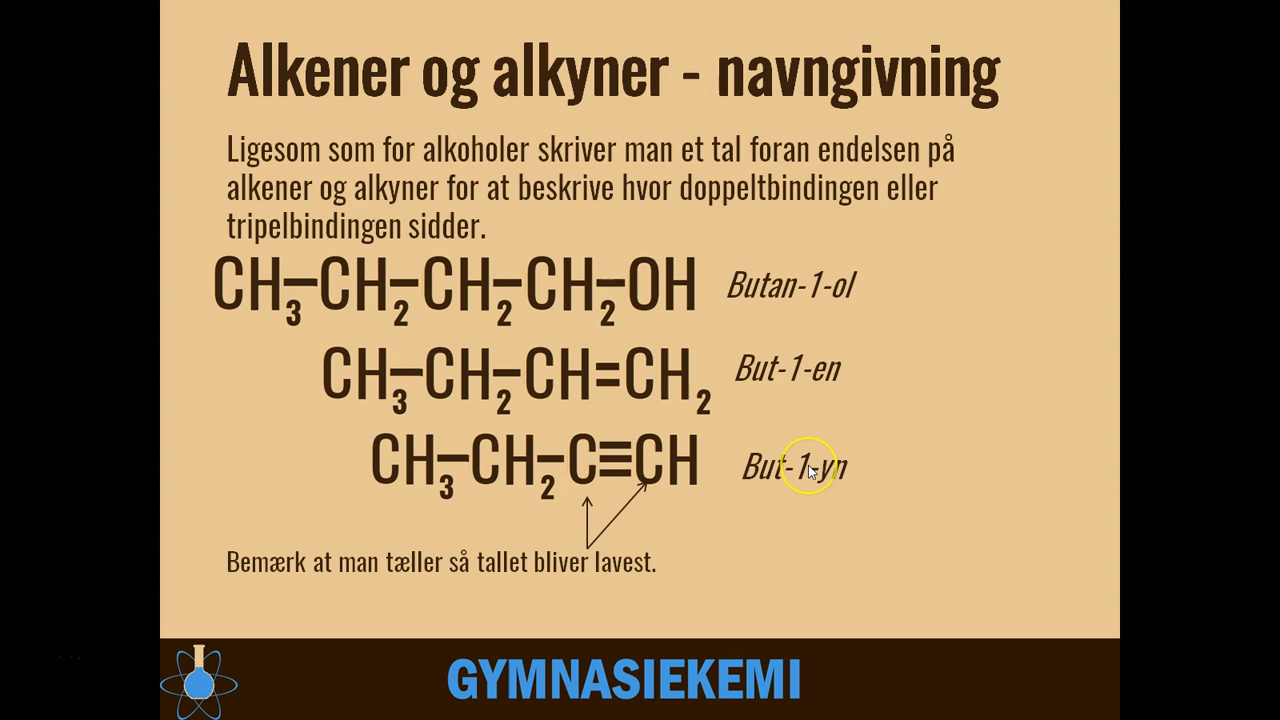 Alkener og alkyner - navngivning
Ligesom som for alkoholer skriver man et tal foran endelsen på
alkener og alkyner for at beskrive hvor doppeltbindingen eller
tripelbindingen sidder.
CH₃–CH₂–CH₂–CH₂–OH Butan-1-ol
CH₃–CH₂–CH=CH₂ But-1-en
CH₃–CH₂–C≡CH But-1-yn
Bemærk at man tæller så tallet bliver lavest.
GYMNASIEKEMI